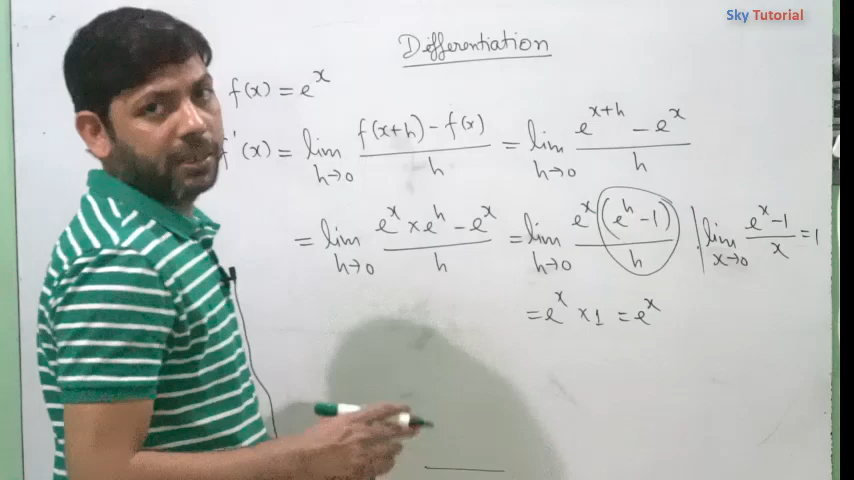 Sky Tutorial
Differentiation
f(x) = e^x
f'(x) = lim h→0 (f(x+h) - f(x))/h = lim h→0 (e^(x+h) - e^x)/h
= lim h→0 (e^x × e^h - e^x)/h = lim h→0 e^x (e^h - 1)/h | lim x→0 (e^x - 1)/x = 1
= e^x × 1 = e^x